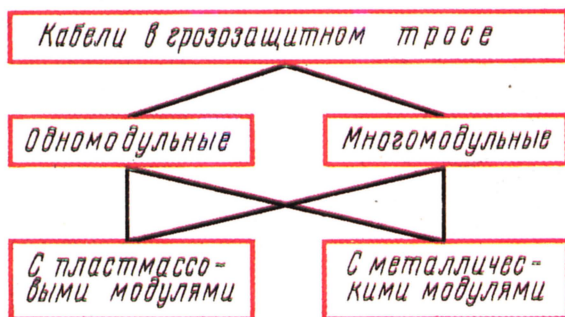 Кабели в грозозащитном тросе
Одномодульные
Многомодульные
С пластмассо-
выми модулями
С металличес-
кими модулями